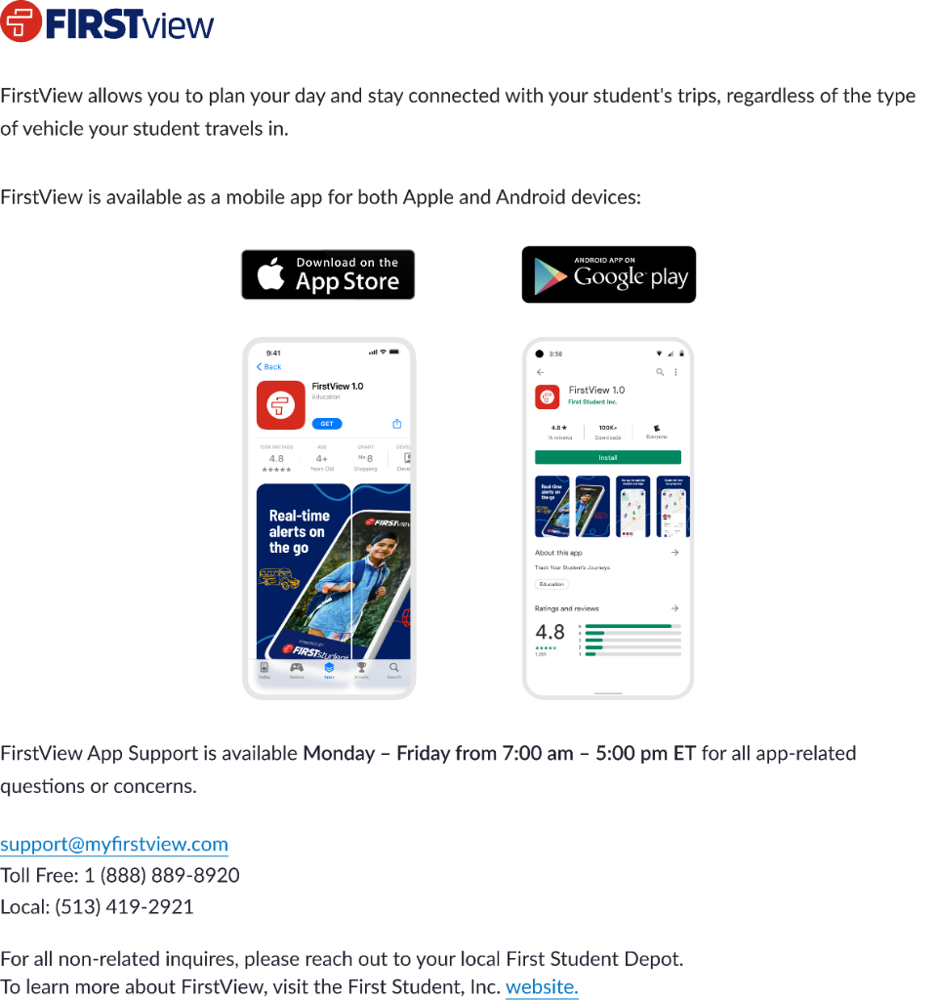 FIRSTview
FirstView allows you to plan your day and stay connected with your student's trips, regardless of the type
of vehicle your student travels in.
FirstView is available as a mobile app for both Apple and Android devices:
Download on the
App Store
ANDROID APP ON
Google play
9:41
Back
FirstView 1.0
Education
GET
105K RATINGS
AGE
CHART
DEVEL
4.8
4+
No.8
Years Old
Shopping
Deve
Real-time
alerts on
the go
FIRSTview
POWERED BY
FIRSTstudent
Today
Games
Apps
Arcade
Search
3:50
FirstView 1.0
First Student Inc.
4.8★
100K+
1k reviews
Downloads
Everyone
Install
Real-time
alerts on
the go
About this app
Track Your Student's Journeys.
Education
Ratings and reviews
4.8
5
4
3
2
1
FirstView App Support is available Monday – Friday from 7:00 am – 5:00 pm ET for all app-related
questions or concerns.
support@myfirstview.com
Toll Free: 1 (888) 889-8920
Local: (513) 419-2921
For all non-related inquires, please reach out to your local First Student Depot.
To learn more about FirstView, visit the First Student, Inc. website.